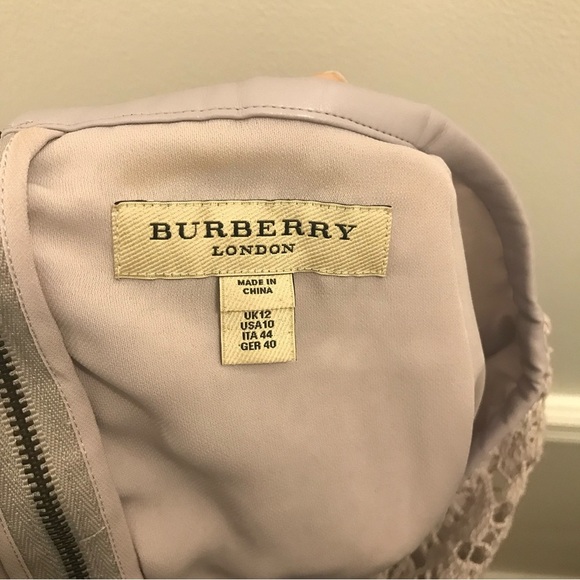 BURBERRY
LONDON
MADE IN
CHINA
UK12
USA10
ITA 44
GER 40